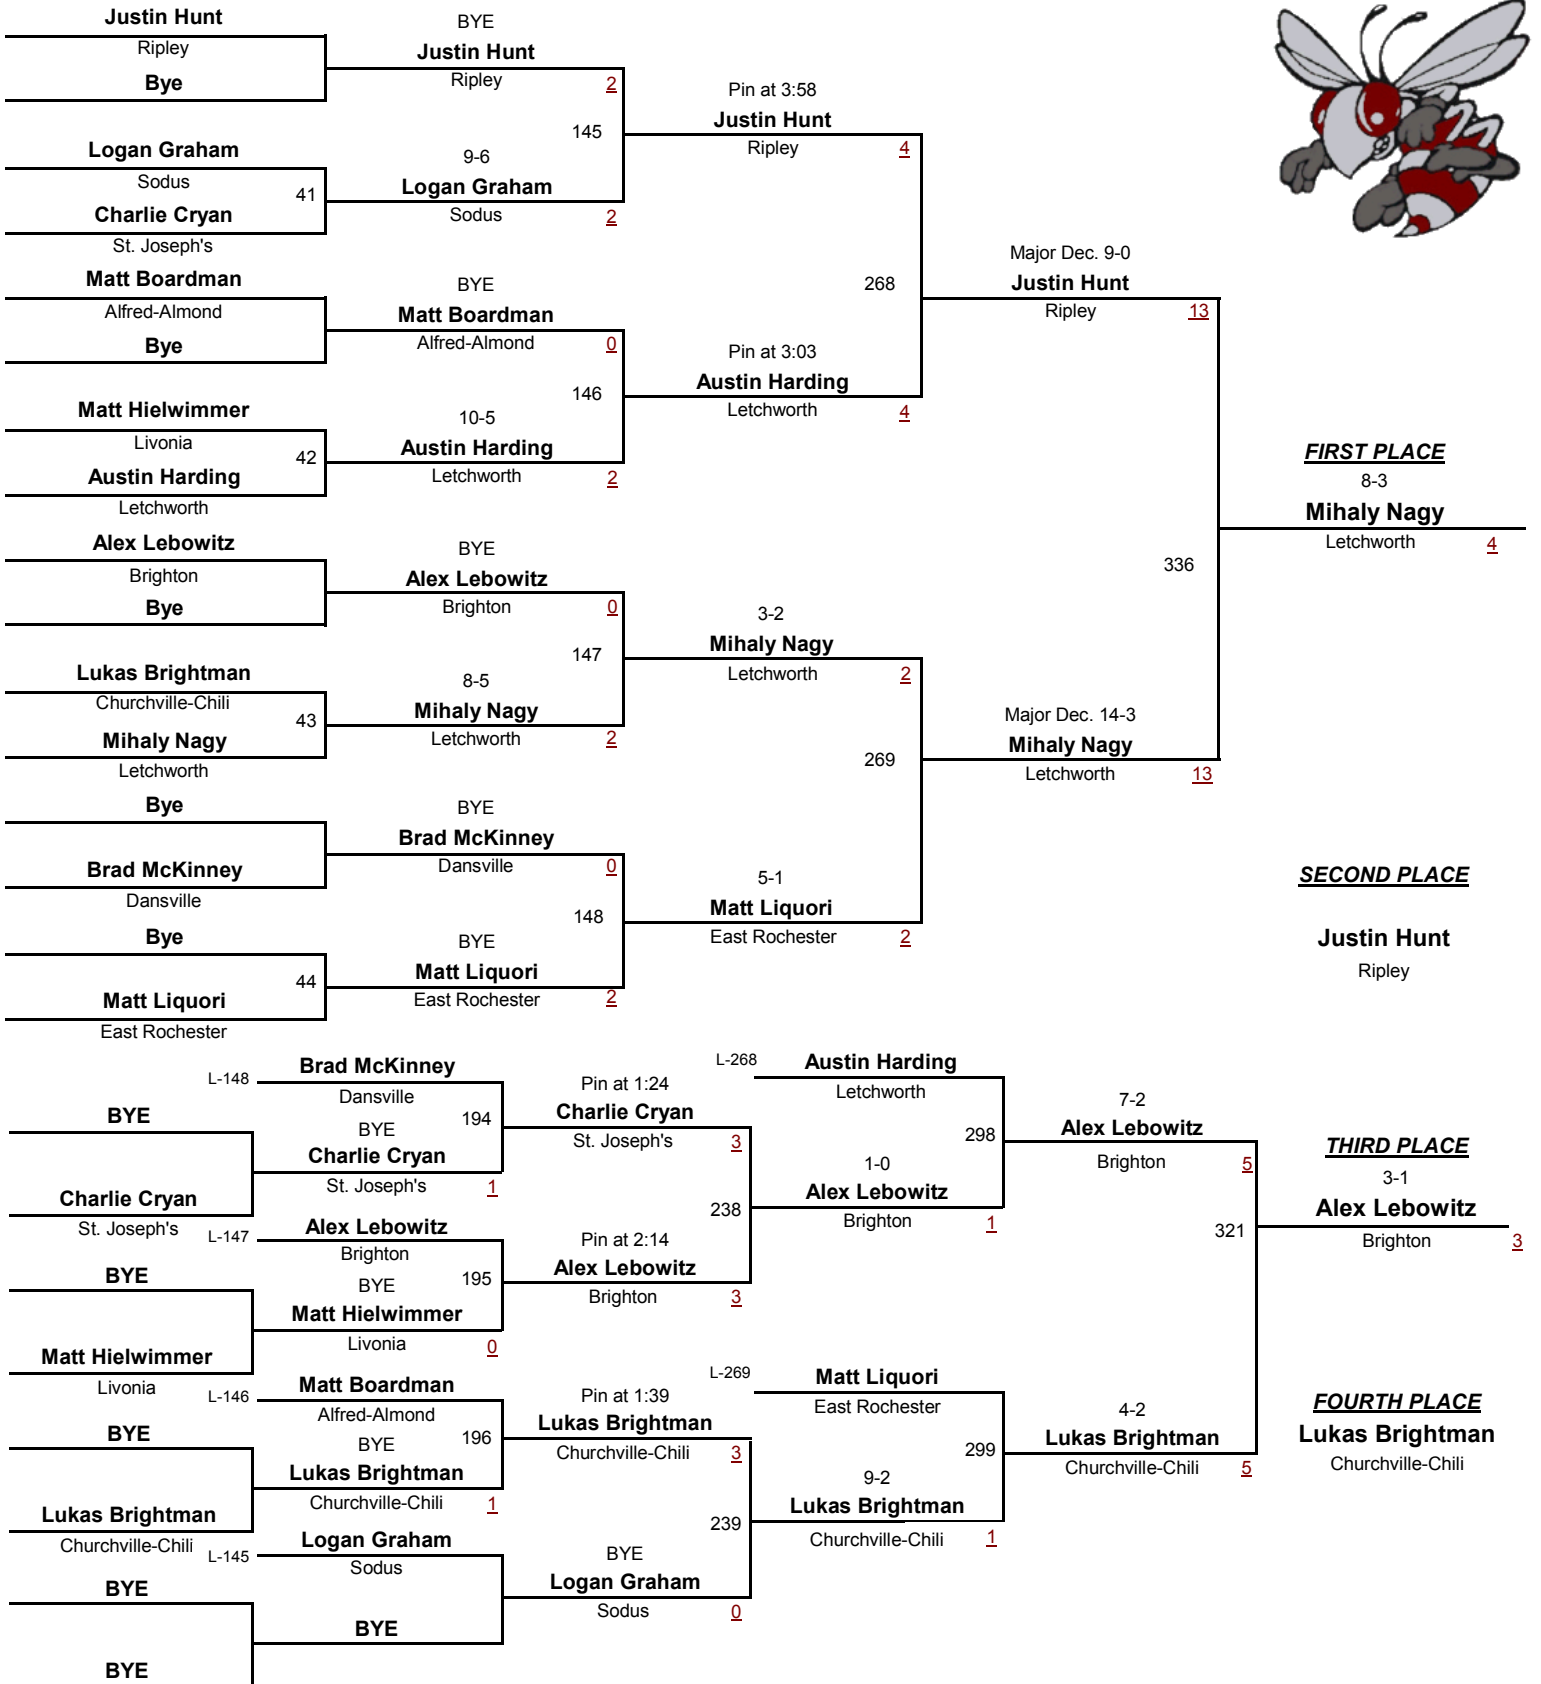 Justin Hunt
Ripley
Bye
Logan Graham
Sodus
41
Charlie Cryan
St. Joseph's
Matt Boardman
Alfred-Almond
Bye
Matt Hielwimmer
Livonia
42
Austin Harding
Letchworth
Alex Lebowitz
Brighton
Bye
Lukas Brightman
Churchville-Chili
43
Mihaly Nagy
Letchworth
Bye
Brad McKinney
Dansville
Bye
44
Matt Liquori
East Rochester
BYE
Justin Hunt
Ripley 2
145
9-6
Logan Graham
Sodus 2
BYE
Matt Boardman
Alfred-Almond 0
146
10-5
Austin Harding
Letchworth 2
BYE
Alex Lebowitz
Brighton 0
147
8-5
Mihaly Nagy
Letchworth 2
BYE
Brad McKinney
Dansville 0
148
BYE
Matt Liquori
East Rochester 2
Pin at 3:58
Justin Hunt
Ripley 4
268
Pin at 3:03
Austin Harding
Letchworth 4
3-2
Mihaly Nagy
Letchworth 2
269
5-1
Matt Liquori
East Rochester 2
Major Dec. 9-0
Justin Hunt
Ripley 13
336
Major Dec. 14-3
Mihaly Nagy
Letchworth 13
FIRST PLACE
8-3
Mihaly Nagy
Letchworth 4
SECOND PLACE
Justin Hunt
Ripley
BYE
Charlie Cryan
St. Joseph's
BYE
Matt Hielwimmer
Livonia
BYE
Lukas Brightman
Churchville-Chili
BYE
BYE
L-148
Brad McKinney
Dansville
194
BYE
Charlie Cryan
St. Joseph's 1
L-147
Alex Lebowitz
Brighton
195
BYE
Matt Hielwimmer
Livonia 0
L-146
Matt Boardman
Alfred-Almond
196
BYE
Lukas Brightman
Churchville-Chili 1
L-145
Logan Graham
Sodus
BYE
Pin at 1:24
Charlie Cryan
St. Joseph's 3
238
Pin at 2:14
Alex Lebowitz
Brighton 3
Pin at 1:39
Lukas Brightman
Churchville-Chili 3
239
BYE
Logan Graham
Sodus 0
L-268
Austin Harding
Letchworth
298
1-0
Alex Lebowitz
Brighton 1
L-269
Matt Liquori
East Rochester
299
9-2
Lukas Brightman
Churchville-Chili 1
7-2
Alex Lebowitz
Brighton 5
321
4-2
Lukas Brightman
Churchville-Chili 5
THIRD PLACE
3-1
Alex Lebowitz
Brighton 3
FOURTH PLACE
Lukas Brightman
Churchville-Chili